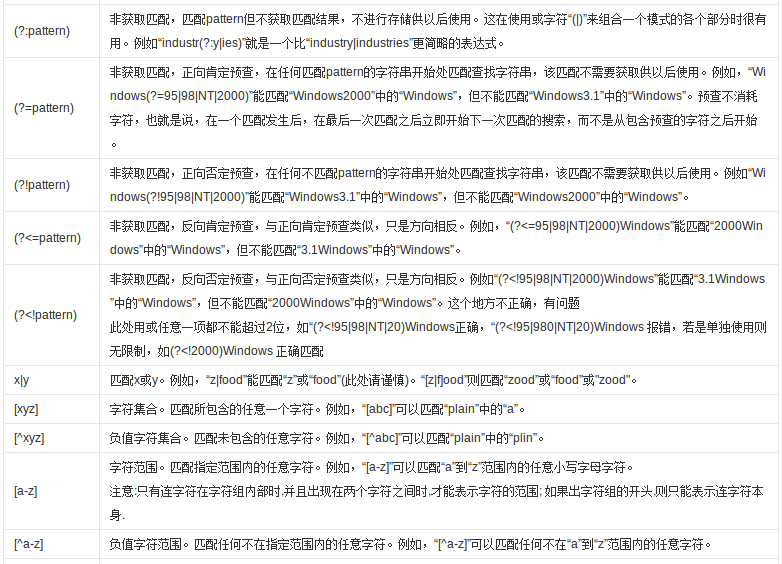 (?:pattern)
非获取匹配，匹配pattern但不获取匹配结果，不进行存储供以后使用。这在使用或字符“(|)”来组合一个模式的各个部分时很有
用。例如“industr(?:y|ies)”就是一个比“industry|industries”更简略的表达式。
(?=pattern)
非获取匹配，正向肯定预查，在任何匹配pattern的字符串开始处匹配查找字符串，该匹配不需要获取供以后使用。例如，“Wi
ndows(?=95|98|NT|2000)”能匹配“Windows2000”中的“Windows”，但不能匹配“Windows3.1”中的“Windows”。预查不消耗
字符，也就是说，在一个匹配发生后，在最后一次匹配之后立即开始下一次匹配的搜索，而不是从包含预查的字符之后开始
。
(?!pattern)
非获取匹配，正向否定预查，在任何不匹配pattern的字符串开始处匹配查找字符串，该匹配不需要获取供以后使用。例如“Wi
ndows(?!95|98|NT|2000)”能匹配“Windows3.1”中的“Windows”，但不能匹配“Windows2000”中的“Windows”。
(?<=pattern)
非获取匹配，反向肯定预查，与正向肯定预查类似，只是方向相反。例如，“(?<=95|98|NT|2000)Windows”能匹配“2000Win
dows”中的“Windows”，但不能匹配“3.1Windows”中的“Windows”。
(?<!pattern)
非获取匹配，反向否定预查，与正向否定预查类似，只是方向相反。例如“(?<!95|98|NT|2000)Windows”能匹配“3.1Windows
”中的“Windows”，但不能匹配“2000Windows”中的“Windows”。这个地方不正确，有问题
此处用或任意一项都不能超过2位，如“(?<!95|98|NT|20)Windows正确，“(?<!95|980|NT|20)Windows 报错，若是单独使用则
无限制，如(?<!2000)Windows 正确匹配
x|y
匹配x或y。例如，“z|food”能匹配“z”或“food”(此处请谨慎)。“[z|f]ood”则匹配“zood”或“food”或"zood"。
[xyz]
字符集合。匹配所包含的任意一个字符。例如，“[abc]”可以匹配“plain”中的“a”。
[^xyz]
负值字符集合。匹配未包含的任意字符。例如，“[^abc]”可以匹配“plain”中的“plin”。
[a-z]
字符范围。匹配指定范围内的任意字符。例如，“[a-z]”可以匹配“a”到“z”范围内的任意小写字母字符。
注意:只有连字符在字符组内部时,并且出现在两个字符之间时,才能表示字符的范围; 如果出字符组的开头,则只能表示连字符本
身.
[^a-z]
负值字符范围。匹配任何不在指定范围内的任意字符。例如，“[^a-z]”可以匹配任何不在“a”到“z”范围内的任意字符。